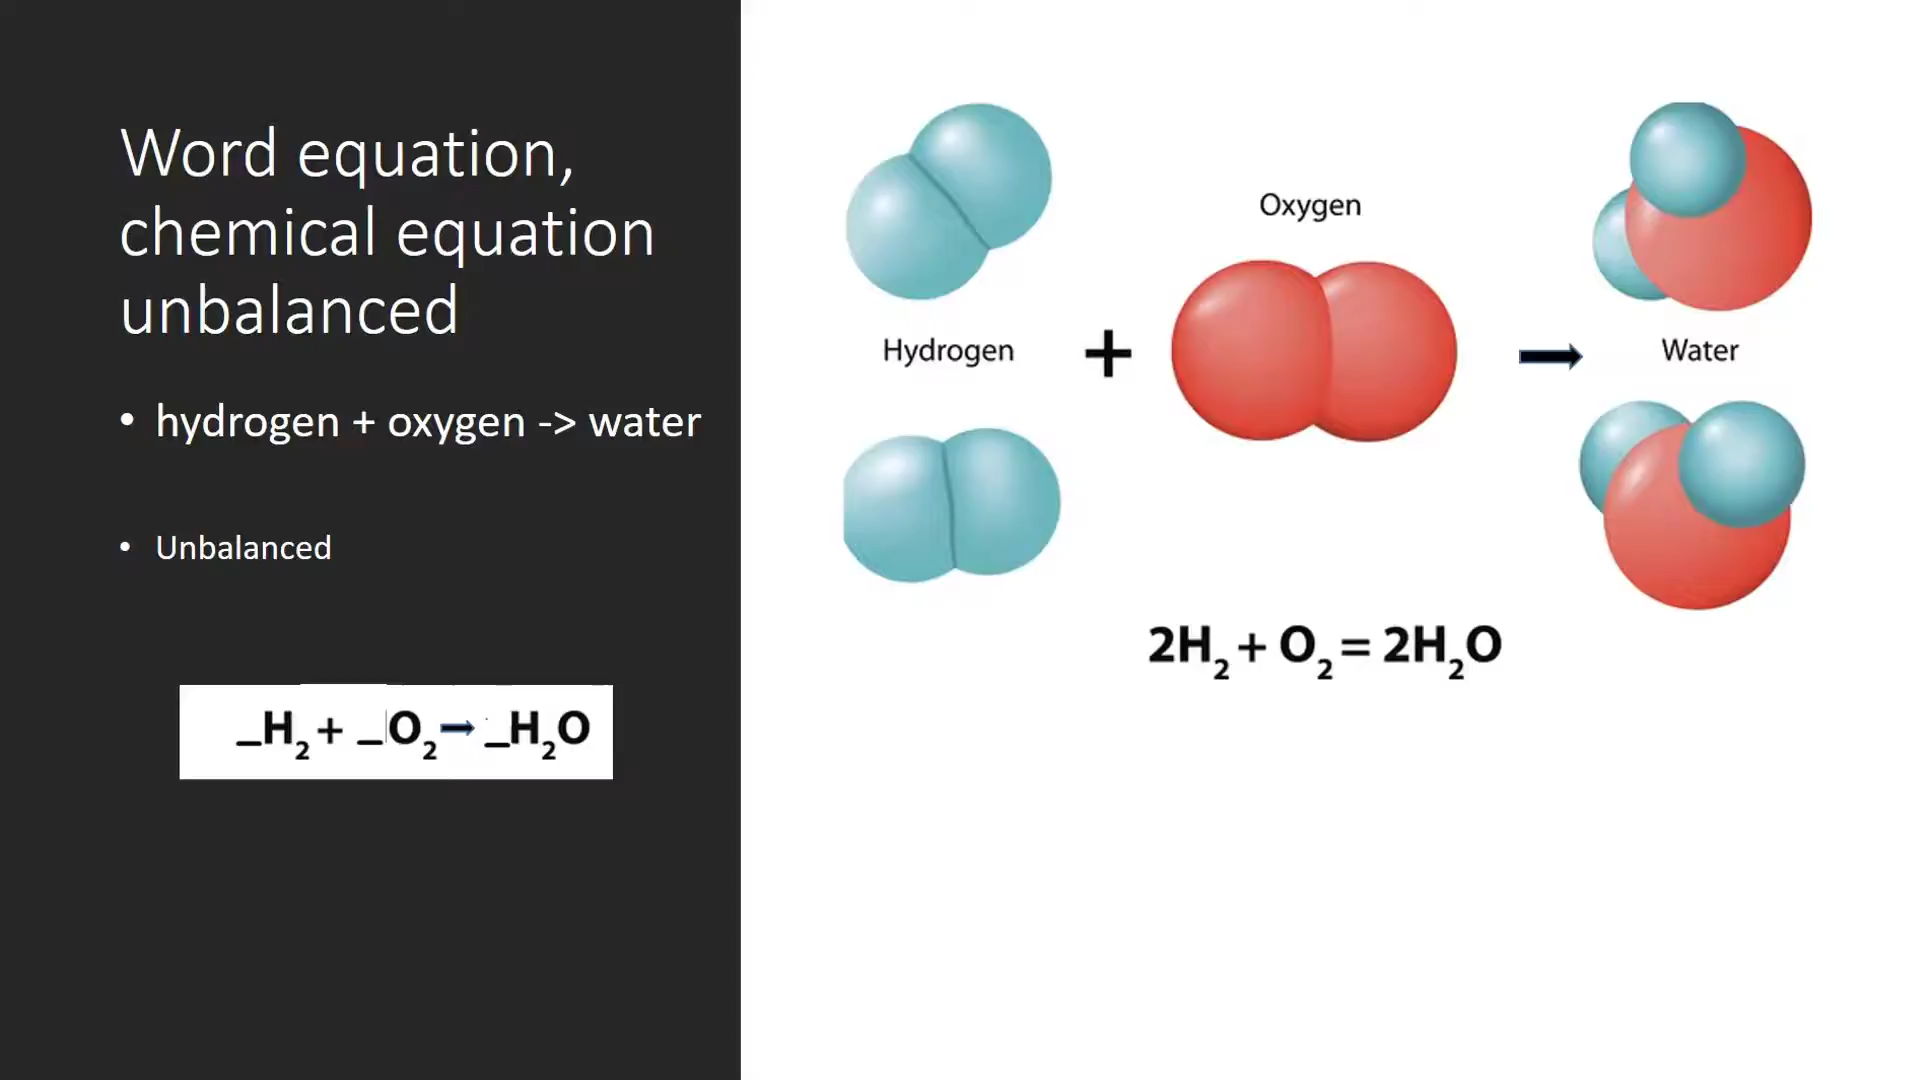 Word equation,
chemical equation
unbalanced
• hydrogen + oxygen -> water
• Unbalanced
_H₂ + _O₂ → _H₂O
Oxygen
Hydrogen
+
→
Water
2H₂ + O₂ = 2H₂O